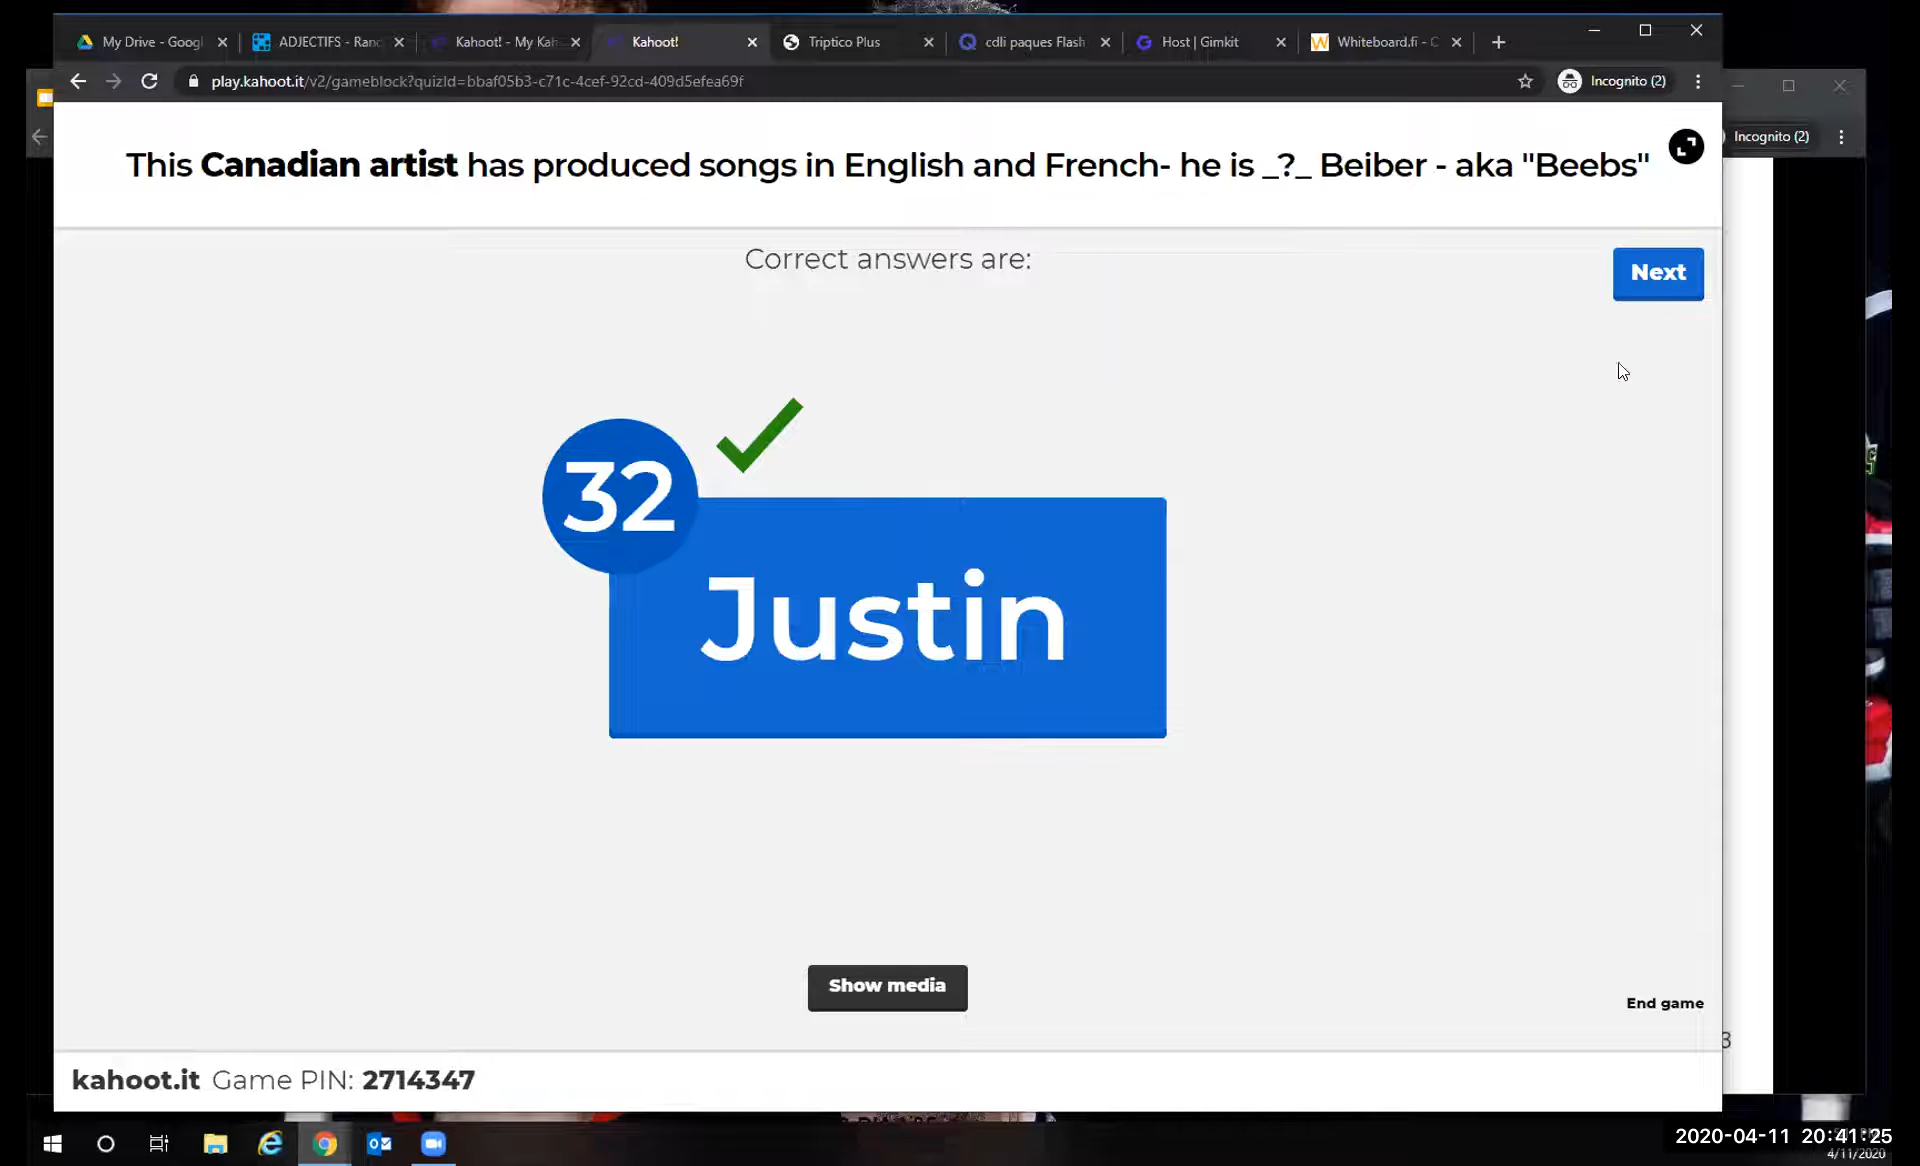 My Drive - Googl
ADJECTIFS - Ranc
Kahoot! - My Kah
Kahoot!
Triptico Plus
cdli paques Flash
Host | Gimkit
Whiteboard.fi - C
play.kahoot.it/v2/gameblock?quizId=bbaf05b3-c71c-4cef-92cd-409d5efea69f
Incognito (2)
Incognito (2)
This Canadian artist has produced songs in English and French- he is _?_ Beiber - aka "Beebs"
Correct answers are:
Next
32
Justin
Show media
End game
3
kahoot.it Game PIN: 2714347
2020-04-11 20:41:25
4/11/2020